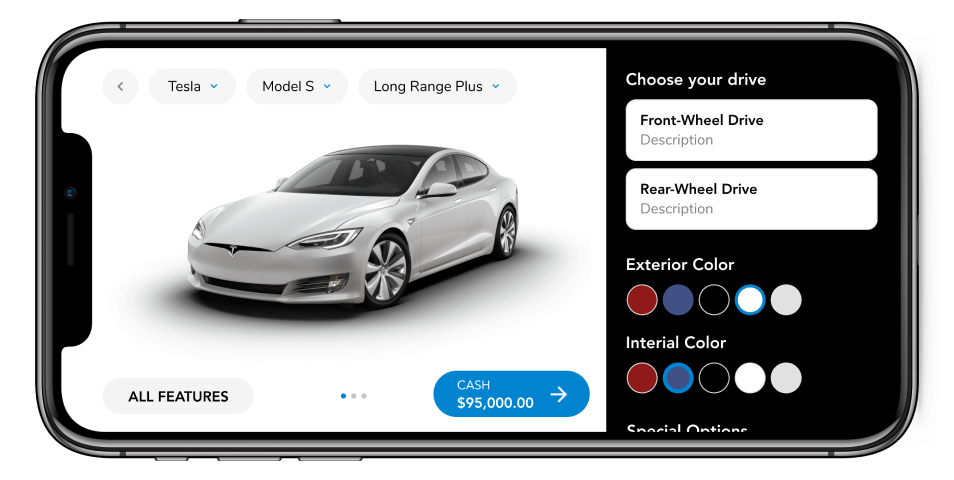 Tesla
Model S
Long Range Plus
ALL FEATURES
CASH
$95,000.00
Choose your drive
Front-Wheel Drive
Description
Rear-Wheel Drive
Description
Exterior Color
Interial Color
Special Options